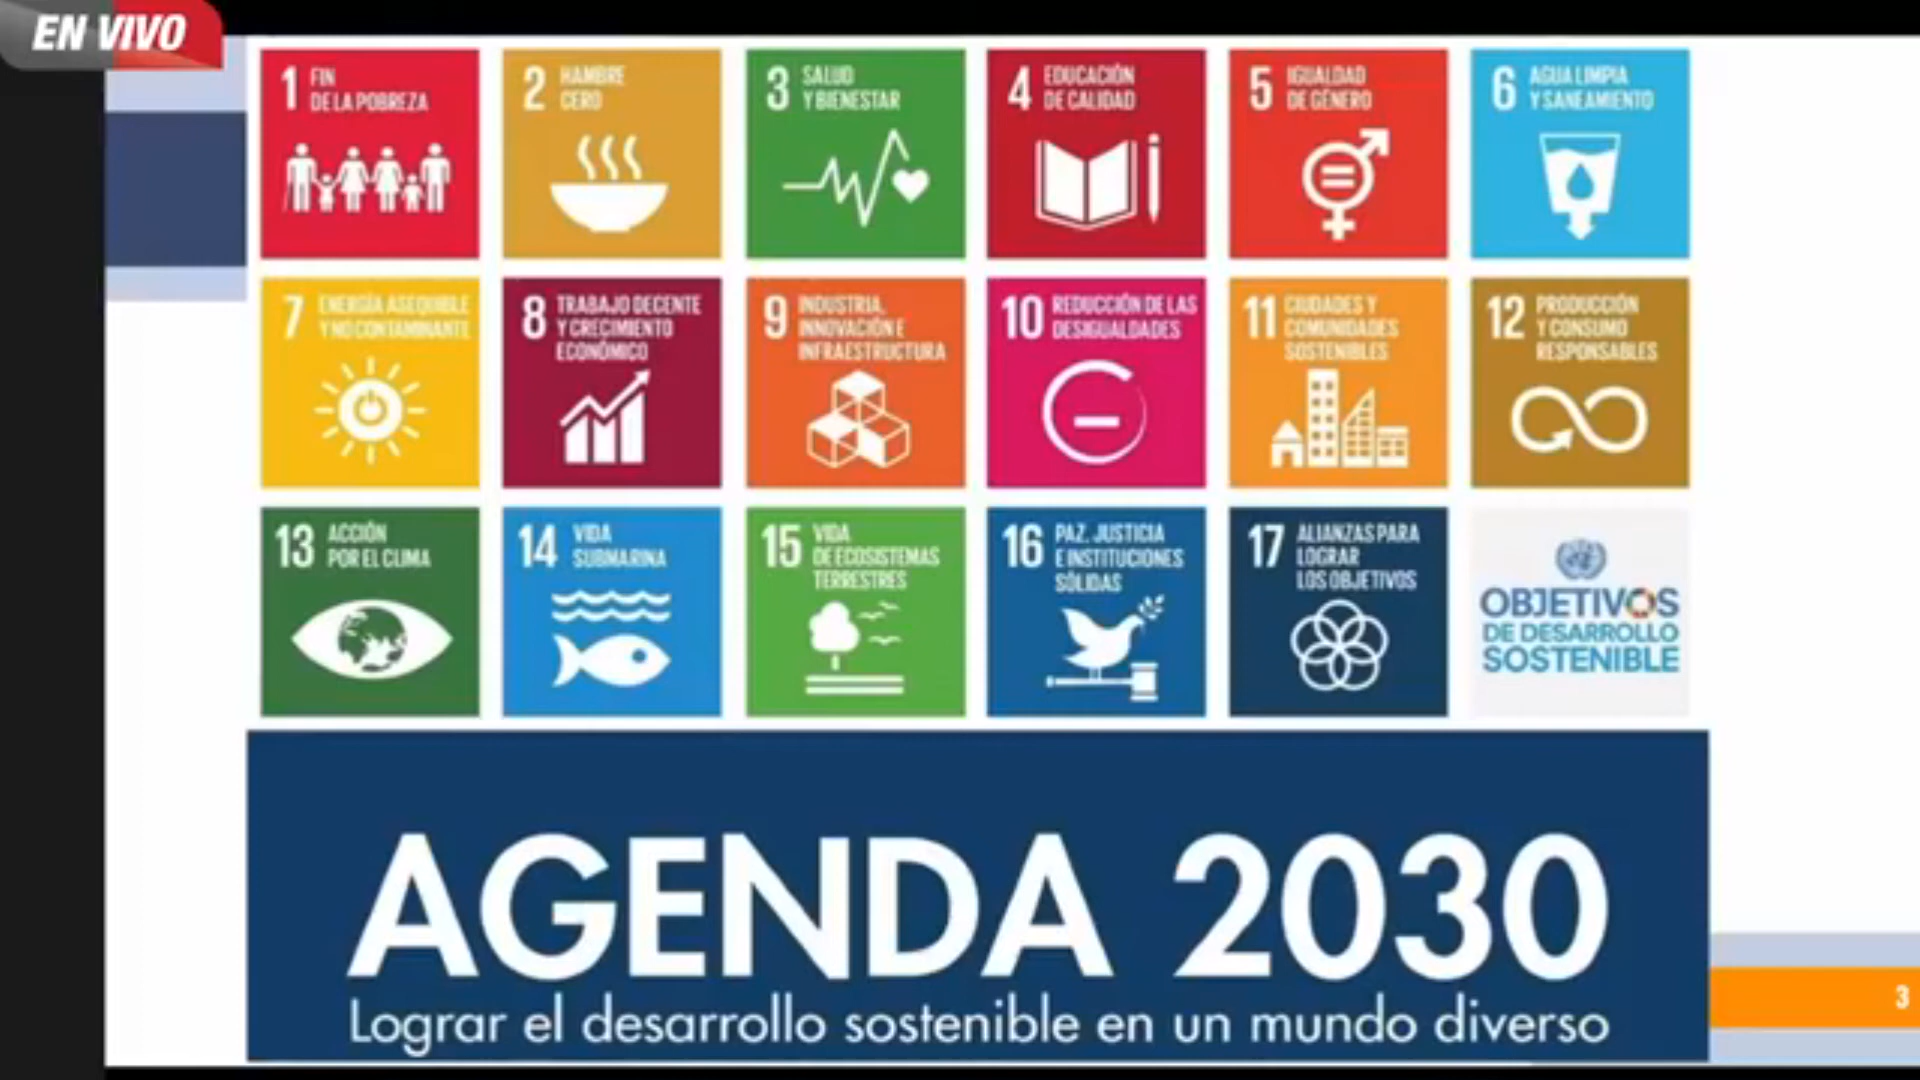 EN VIVO
1 FIN
DE LA POBREZA
2 HAMBRE
CERO
3 SALUD
Y BIENESTAR
4 EDUCACIÓN
DE CALIDAD
5 IGUALDAD
DE GÉNERO
6 AGUA LIMPIA
Y SANEAMIENTO
7 ENERGÍA ASEQUIBLE
Y NO CONTAMINANTE
8 TRABAJO DECENTE
Y CRECIMIENTO
ECONÓMICO
9 INDUSTRIA,
INNOVACIÓN E
INFRAESTRUCTURA
10 REDUCCIÓN DE LAS
DESIGUALDADES
11 CIUDADES Y
COMUNIDADES
SOSTENIBLES
12 PRODUCCIÓN
Y CONSUMO
RESPONSABLES
13 ACCIÓN
POR EL CLIMA
14 VIDA
SUBMARINA
15 VIDA
DE ECOSISTEMAS
TERRESTRES
16 PAZ, JUSTICIA
E INSTITUCIONES
SÓLIDAS
17 ALIANZAS PARA
LOGRAR
LOS OBJETIVOS
OBJETIVOS
DE DESARROLLO
SOSTENIBLE
AGENDA 2030
Lograr el desarrollo sostenible en un mundo diverso
3